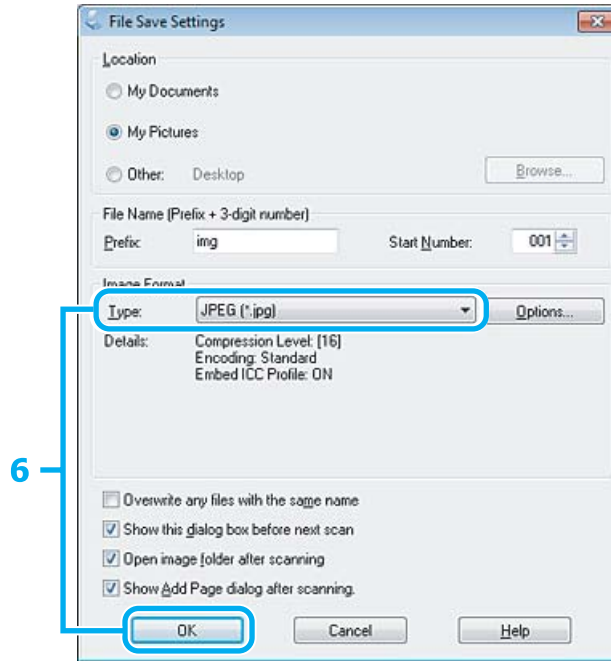 File Save Settings
Location
My Documents
My Pictures
Other: Desktop Browse...
File Name (Prefix + 3-digit number)
Prefix: img Start Number: 001
Image Format
Type: JPEG (*.jpg) Options...
Details: Compression Level: [16]
Encoding: Standard
Embed ICC Profile: ON
6
Overwrite any files with the same name
Show this dialog box before next scan
Open image folder after scanning
Show Add Page dialog after scanning.
OK Cancel Help